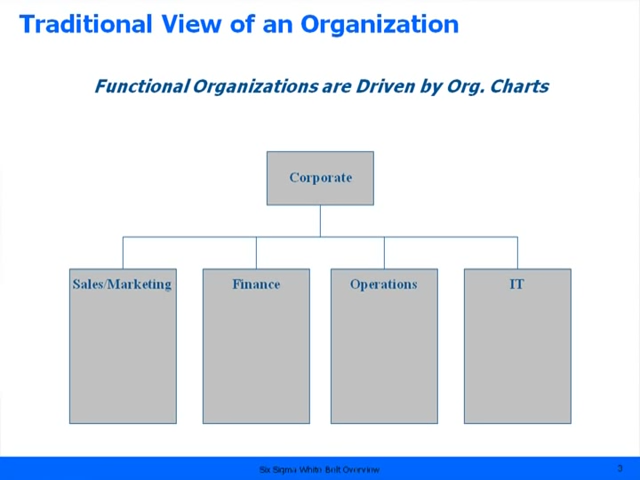 Traditional View of an Organization
Functional Organizations are Driven by Org. Charts
Corporate
Sales/Marketing Finance Operations IT
Six Sigma White Belt Overview 3